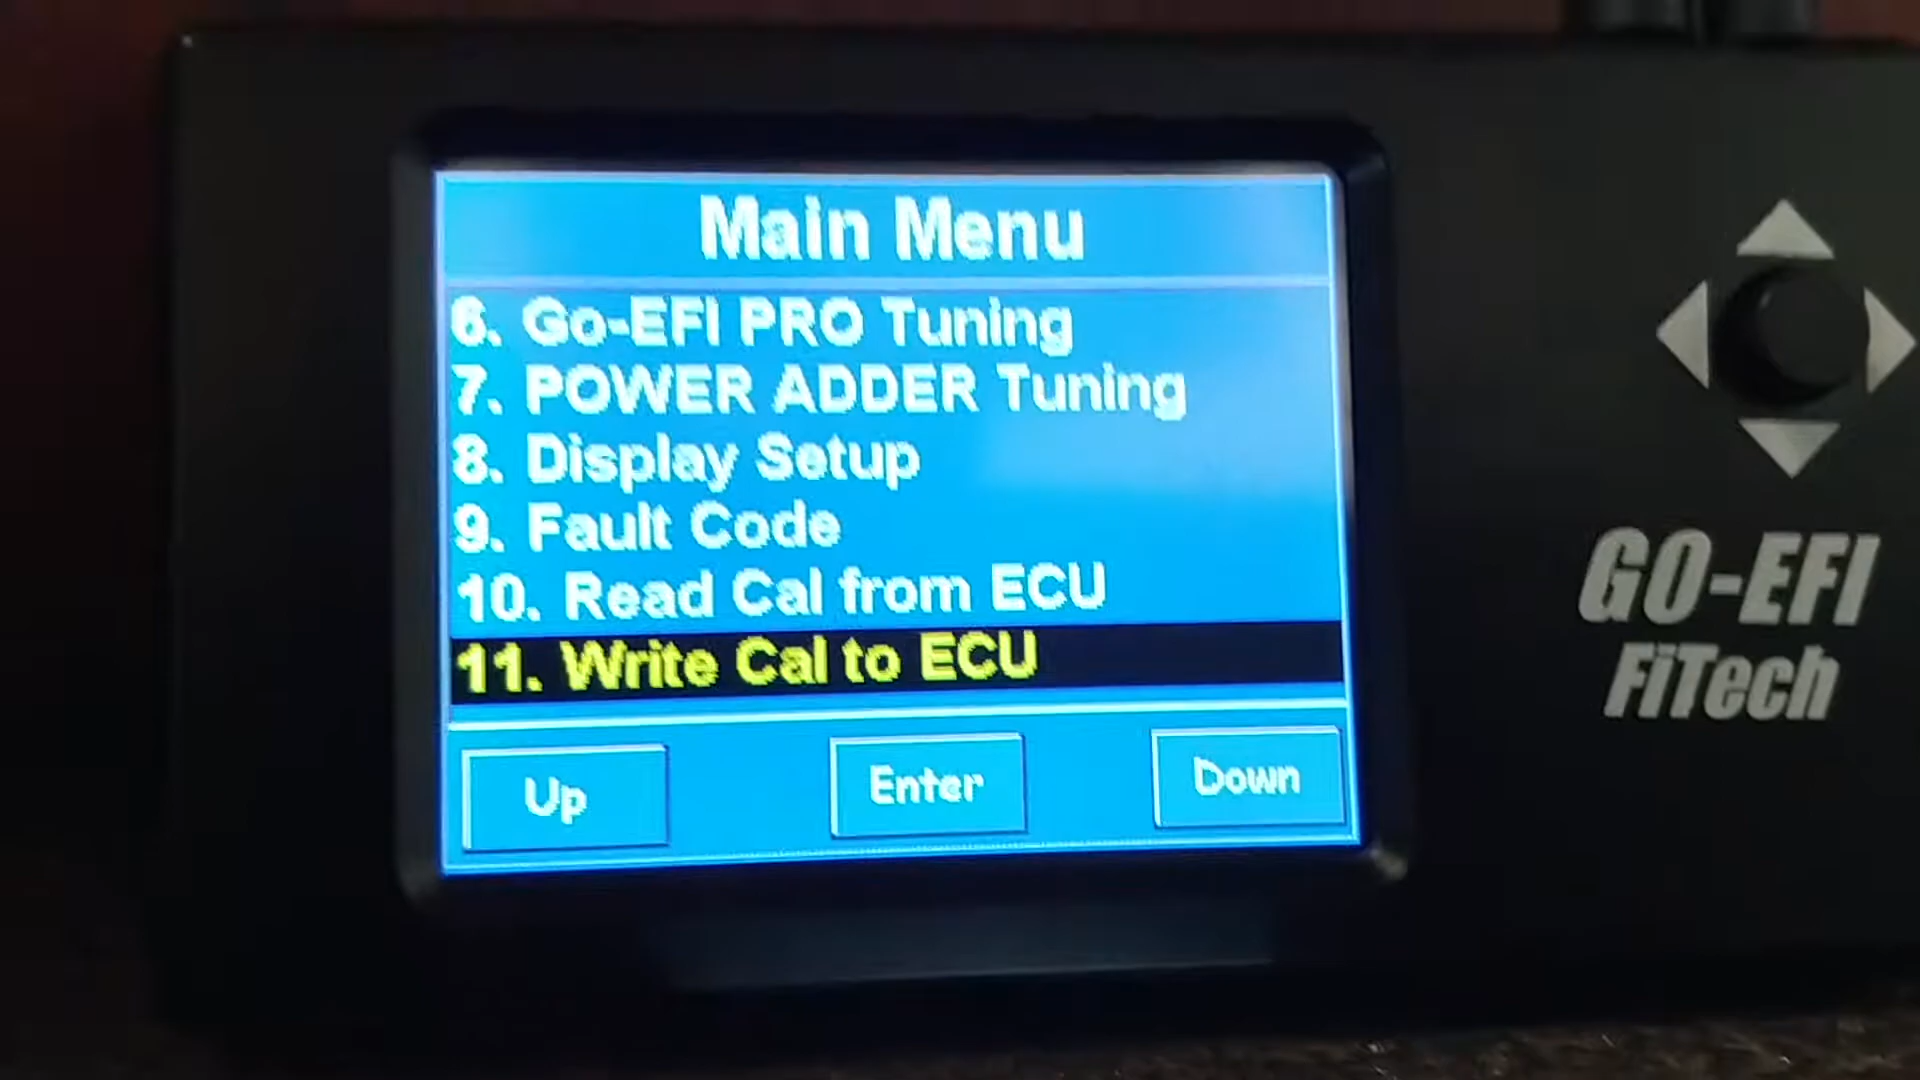 Main Menu
6. Go-EFI PRO Tuning
7. POWER ADDER Tuning
8. Display Setup
9. Fault Code
10. Read Cal from ECU
11. Write Cal to ECU
Up Enter Down
GO-EFI
FiTech